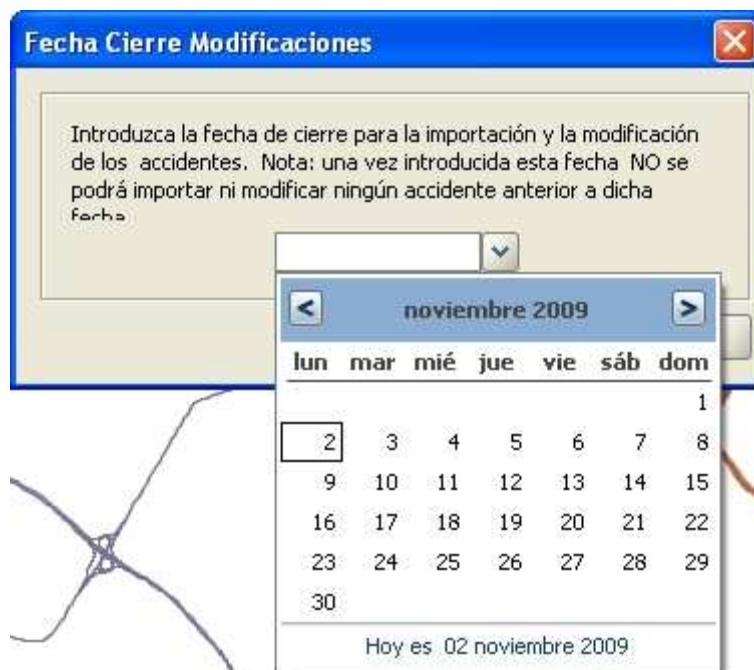 Fecha Cierre Modificaciones
Introduzca la fecha de cierre para la importación y la modificación
de los accidentes. Nota: una vez introducida esta fecha NO se
podrá importar ni modificar ningún accidente anterior a dicha
fecha
< noviembre 2009 >
lun mar mié jue vie sáb dom
1
2 3 4 5 6 7 8
9 10 11 12 13 14 15
16 17 18 19 20 21 22
23 24 25 26 27 28 29
30
Hoy es 02 noviembre 2009